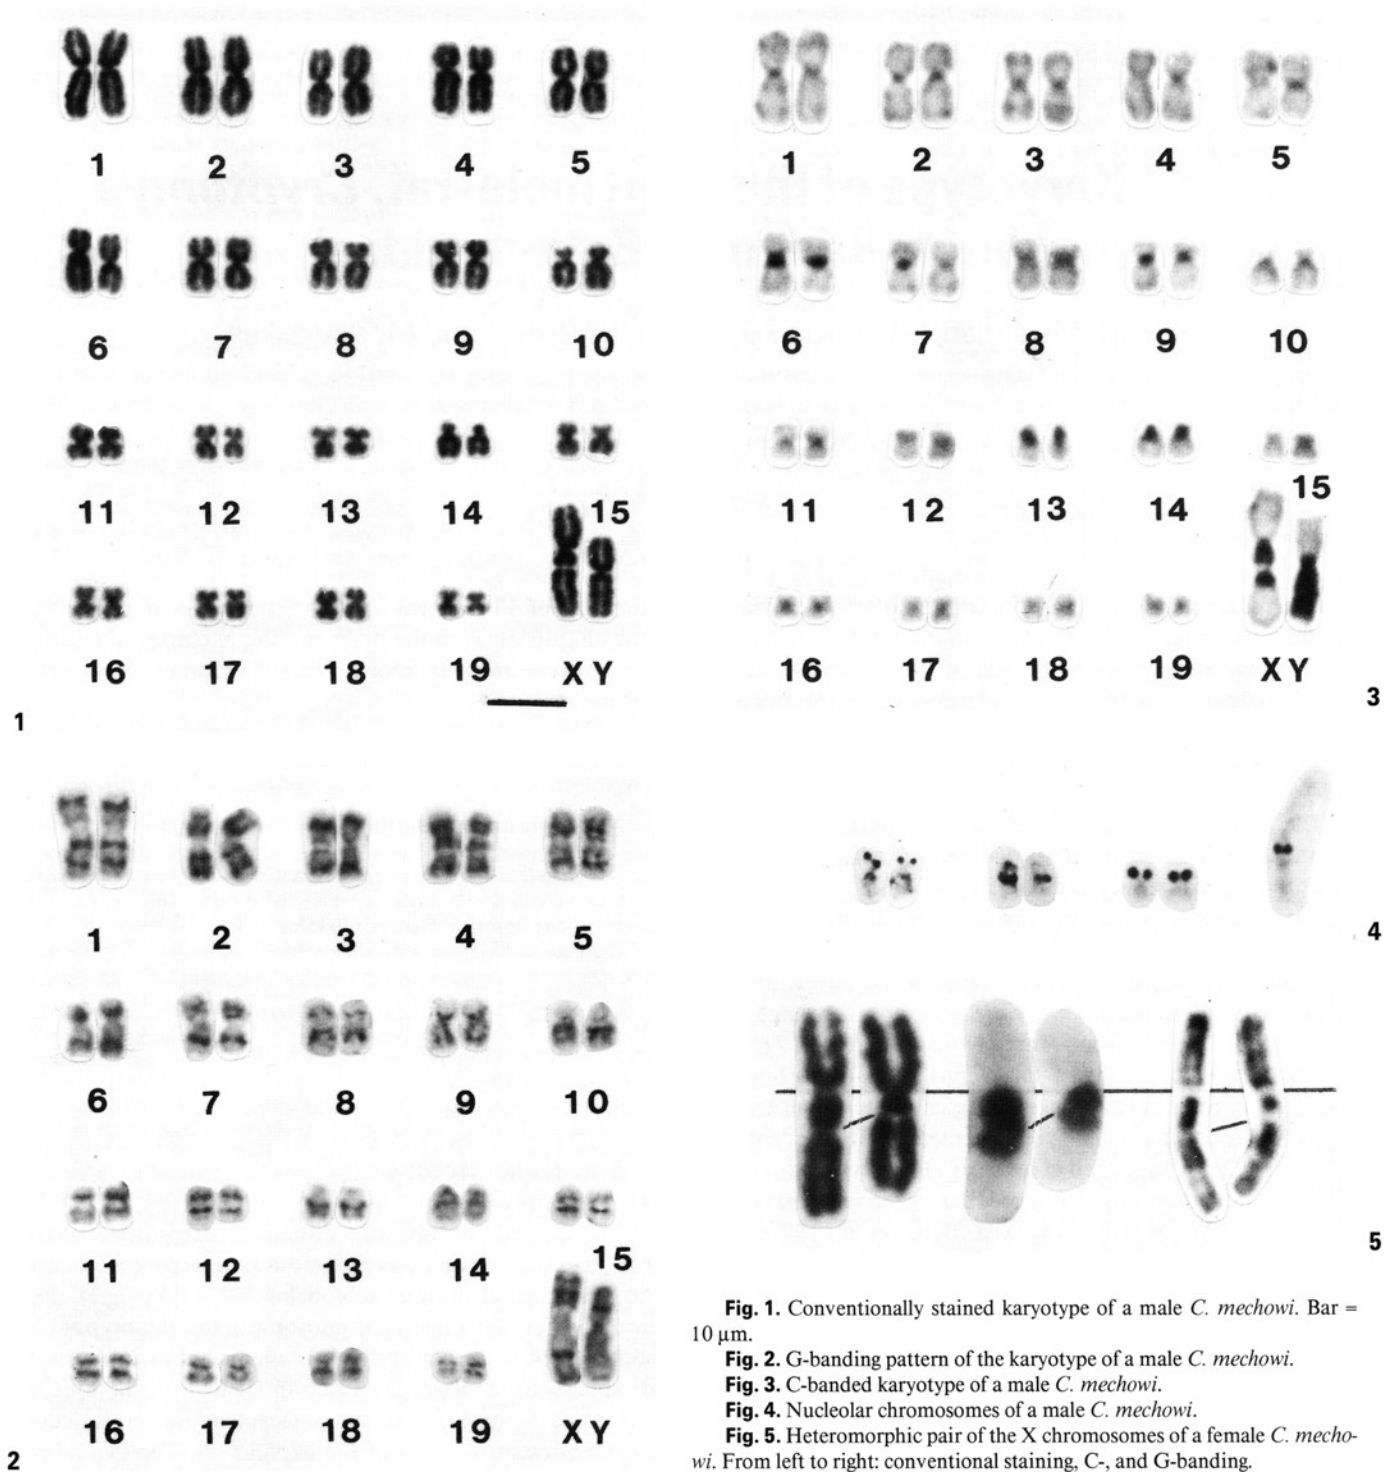 1 2 3 4 5
6 7 8 9 10
11 12 13 14 15
16 17 18 19 X Y
1
1 2 3 4 5
6 7 8 9 10
11 12 13 14 15
16 17 18 19 X Y
3
1 2 3 4 5
6 7 8 9 10
11 12 13 14 15
16 17 18 19 X Y
2
4
5
Fig. 1. Conventionally stained karyotype of a male C. mechowi. Bar =
10 μm.
Fig. 2. G-banding pattern of the karyotype of a male C. mechowi.
Fig. 3. C-banded karyotype of a male C. mechowi.
Fig. 4. Nucleolar chromosomes of a male C. mechowi.
Fig. 5. Heteromorphic pair of the X chromosomes of a female C. mecho-
wi. From left to right: conventional staining, C-, and G-banding.